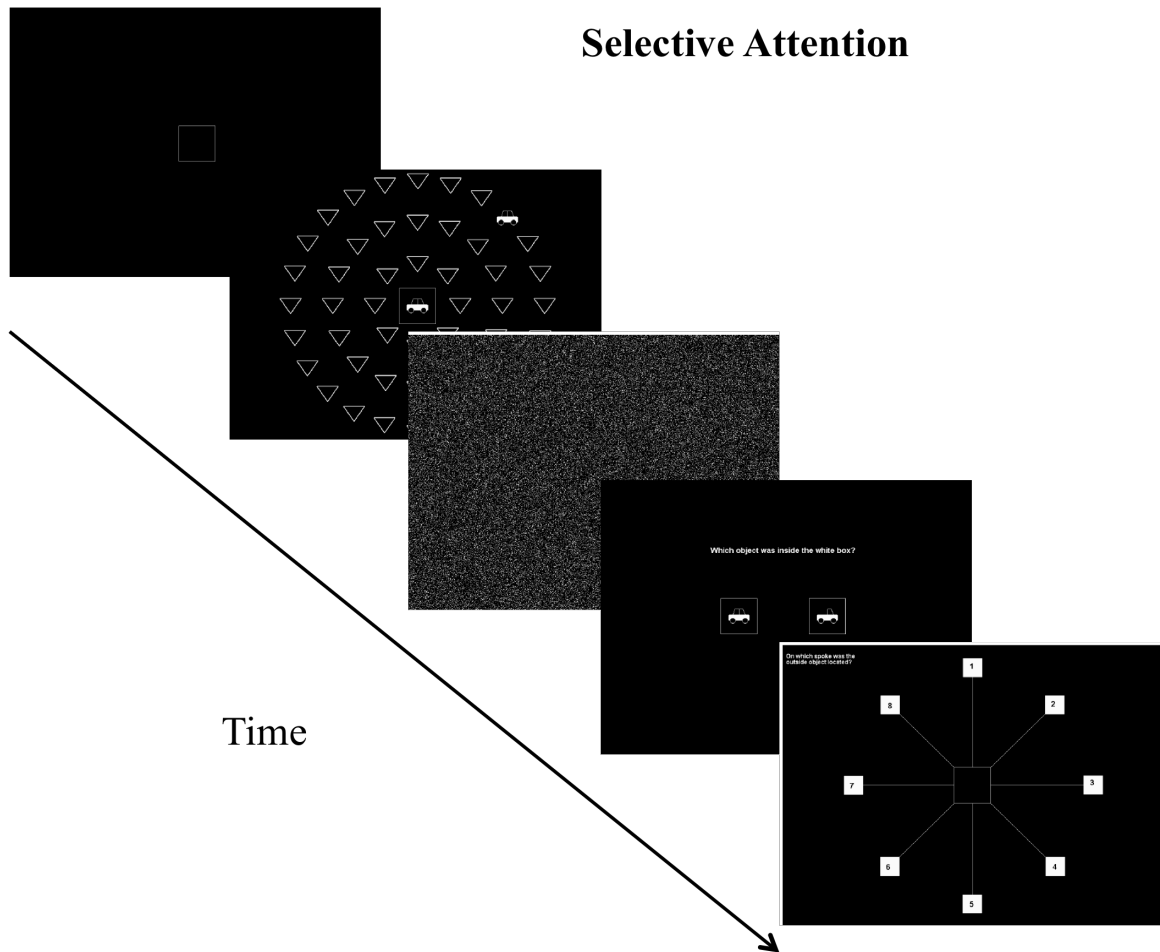 Selective Attention
Which object was inside the white box?
On which spoke was the
outside object located?
1
8
2
7
3
6
4
5
Time